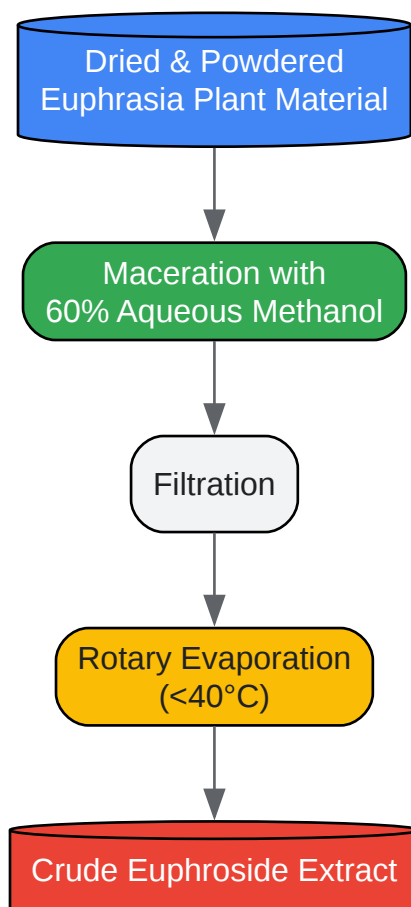 Dried & Powdered
Euphrasia Plant Material
Maceration with
60% Aqueous Methanol
Filtration
Rotary Evaporation
(<40°C)
Crude Euphroside Extract